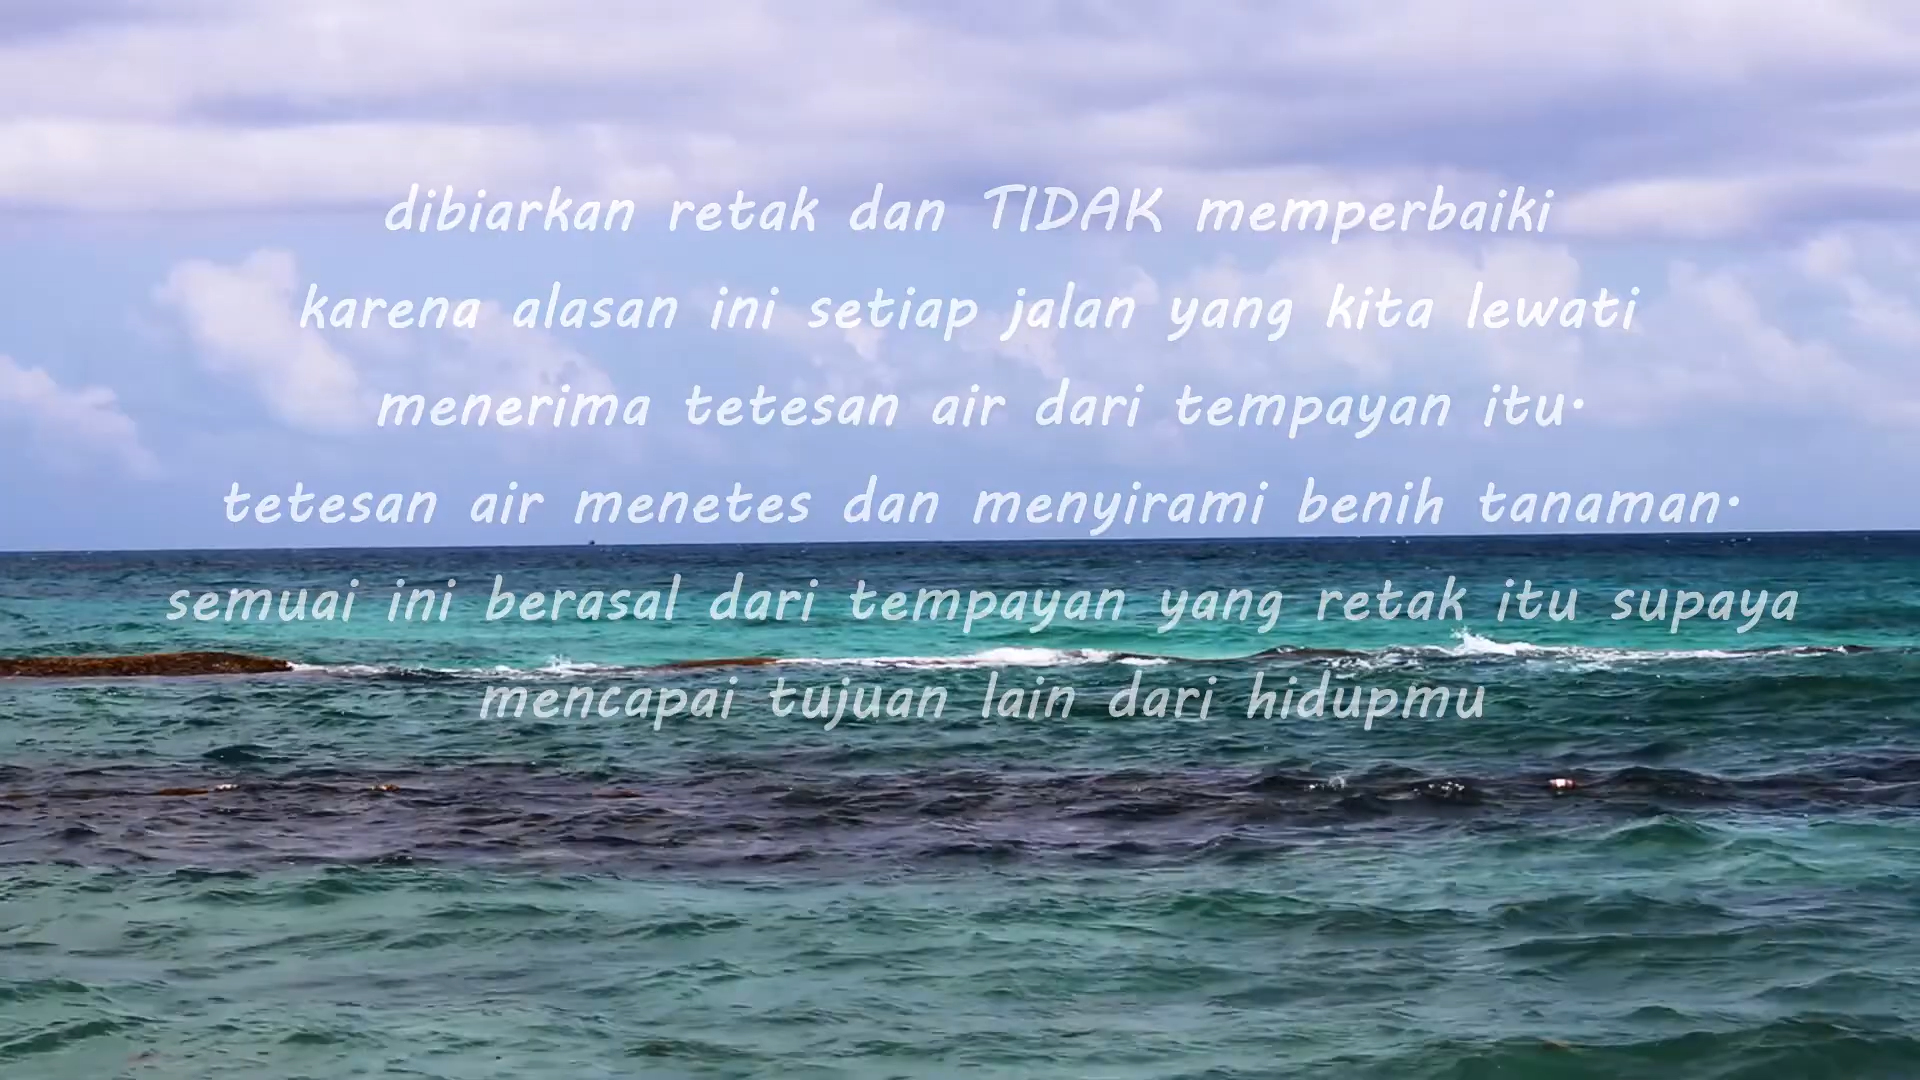 dibiarkan retak dan TIDAK memperbaiki
karena alasan ini setiap jalan yang kita lewati
menerima tetesan air dari tempayan itu.
tetesan air menetes dan menyirami benih tanaman.
semuai ini berasal dari tempayan yang retak itu supaya
mencapai tujuan lain dari hidupmu